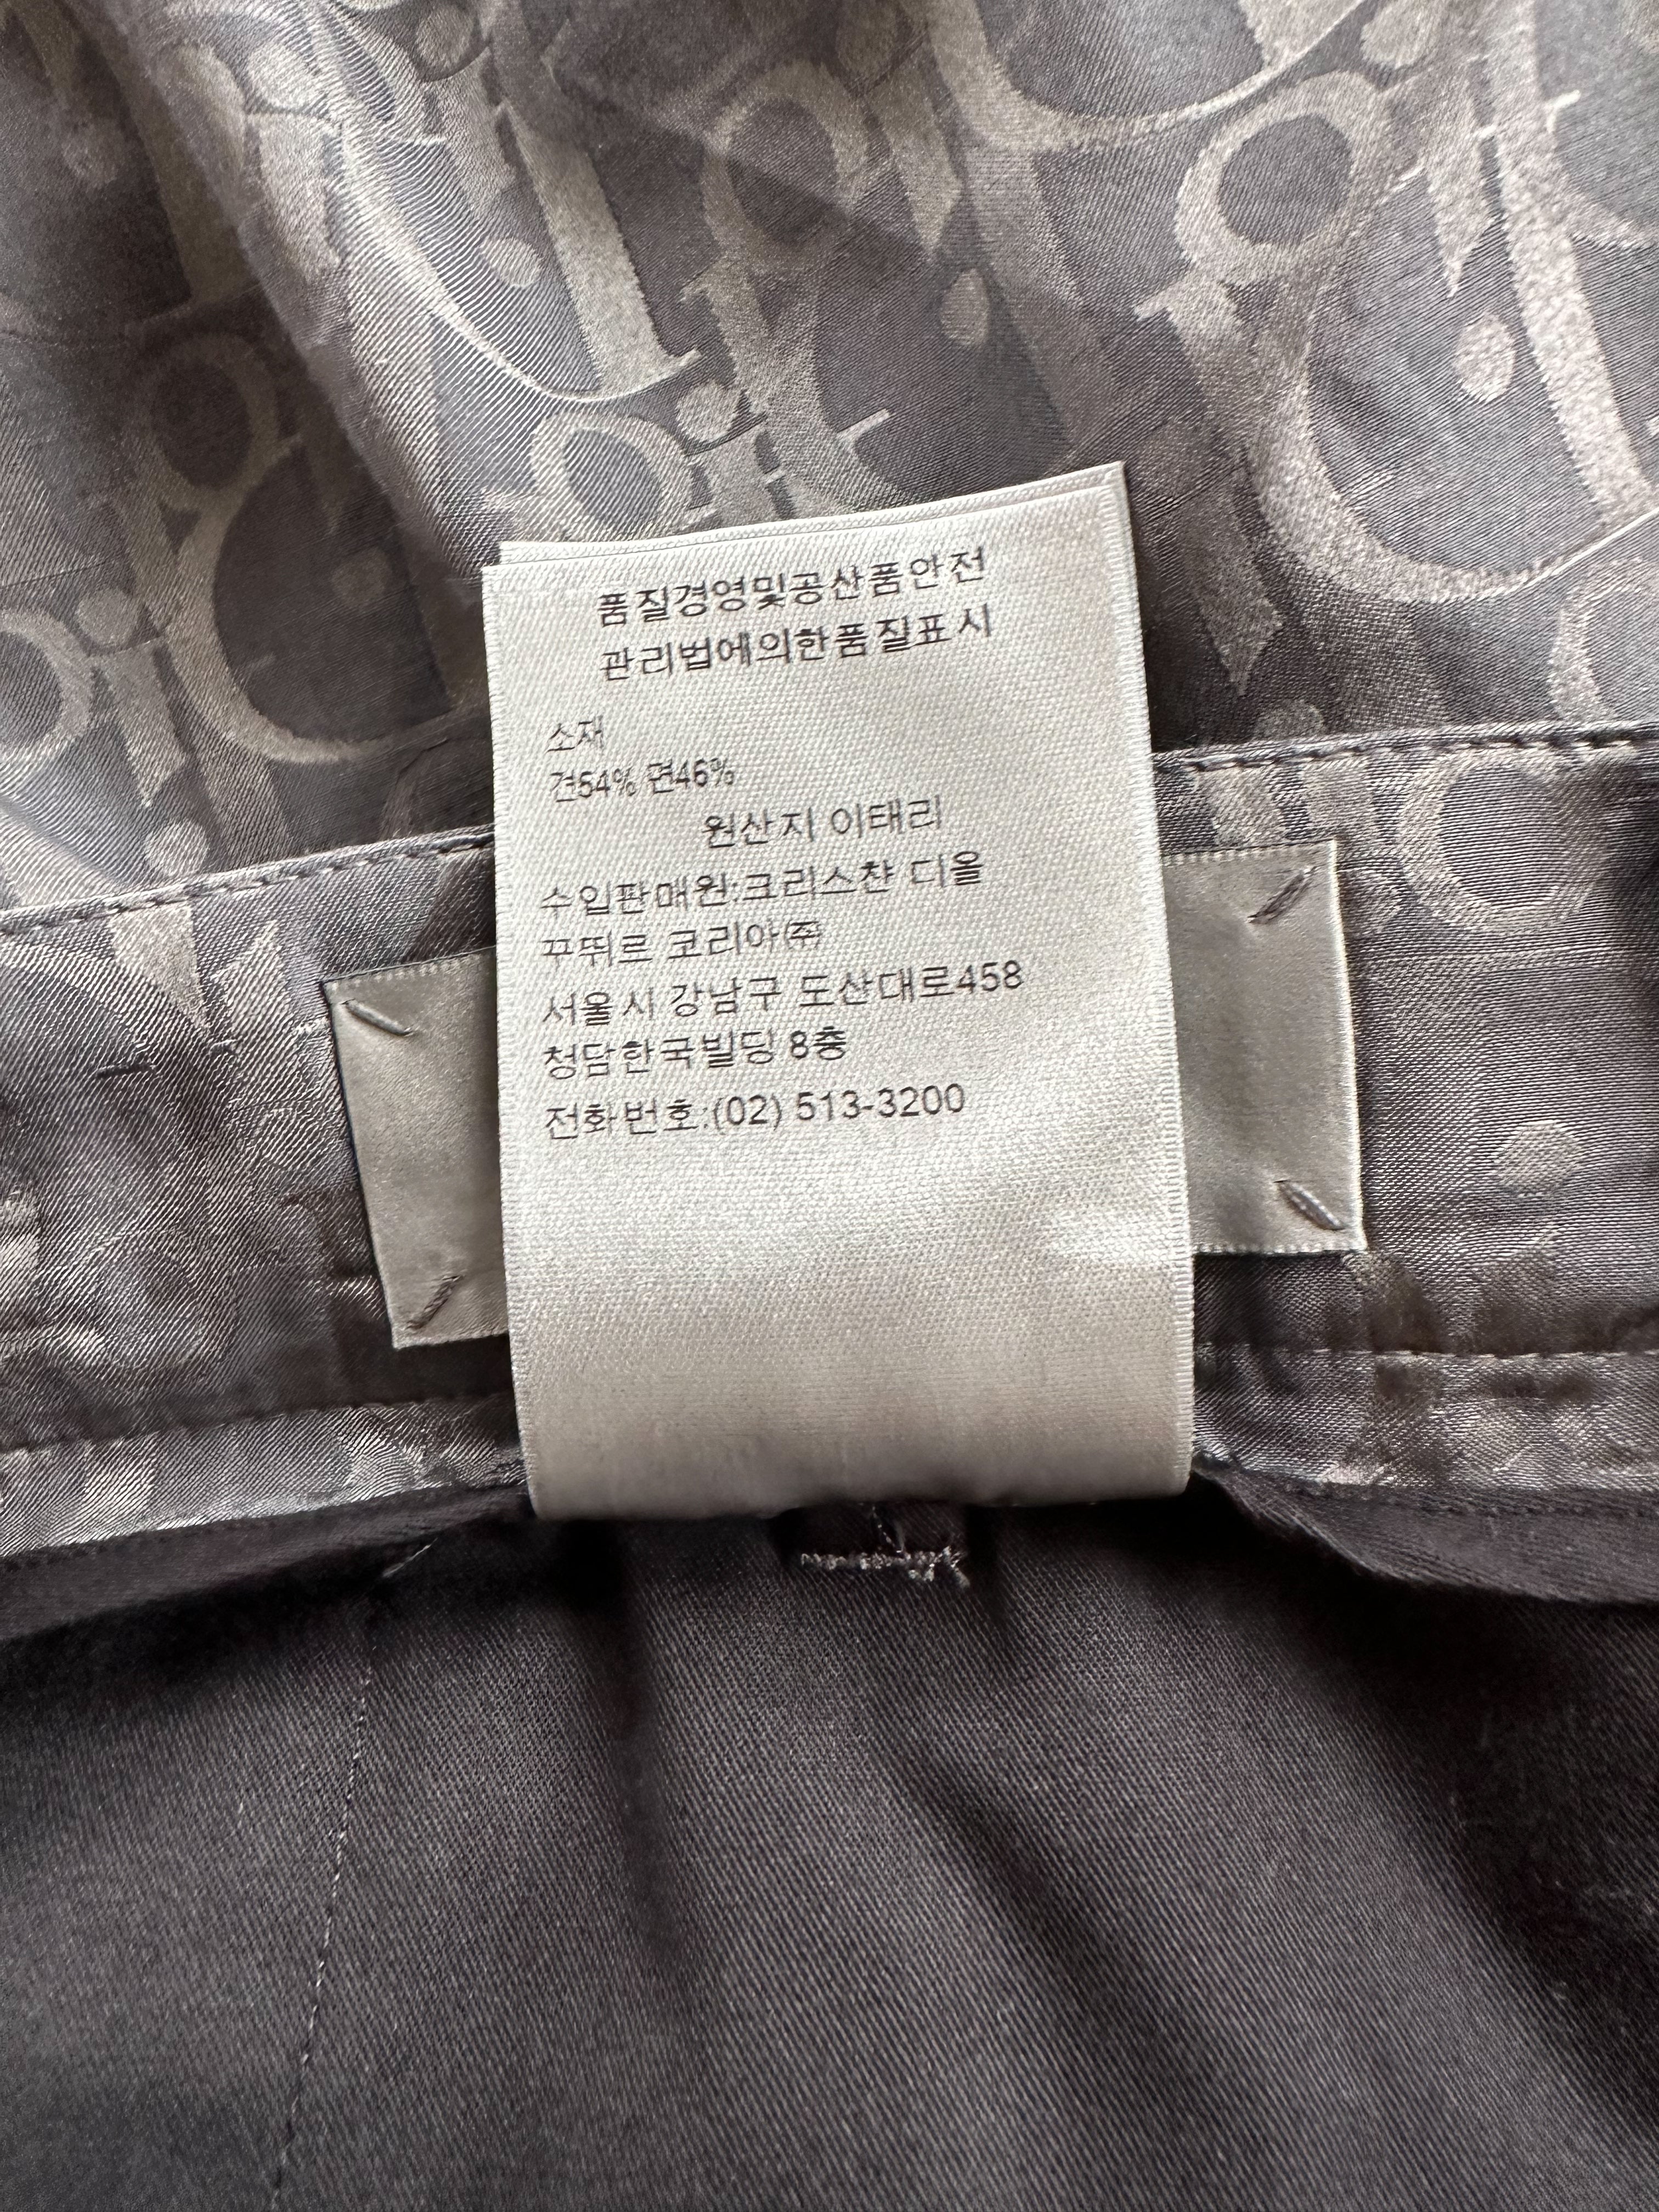 품질경영및공산품안전
관리법에의한품질표시
소재
견54% 면46%
원산지 이태리
수입판매원:크리스챤 디올
꾸뛰르 코리아㈜
서울시 강남구 도산대로458
청담한국빌딩 8층
전화번호:(02) 513-3200